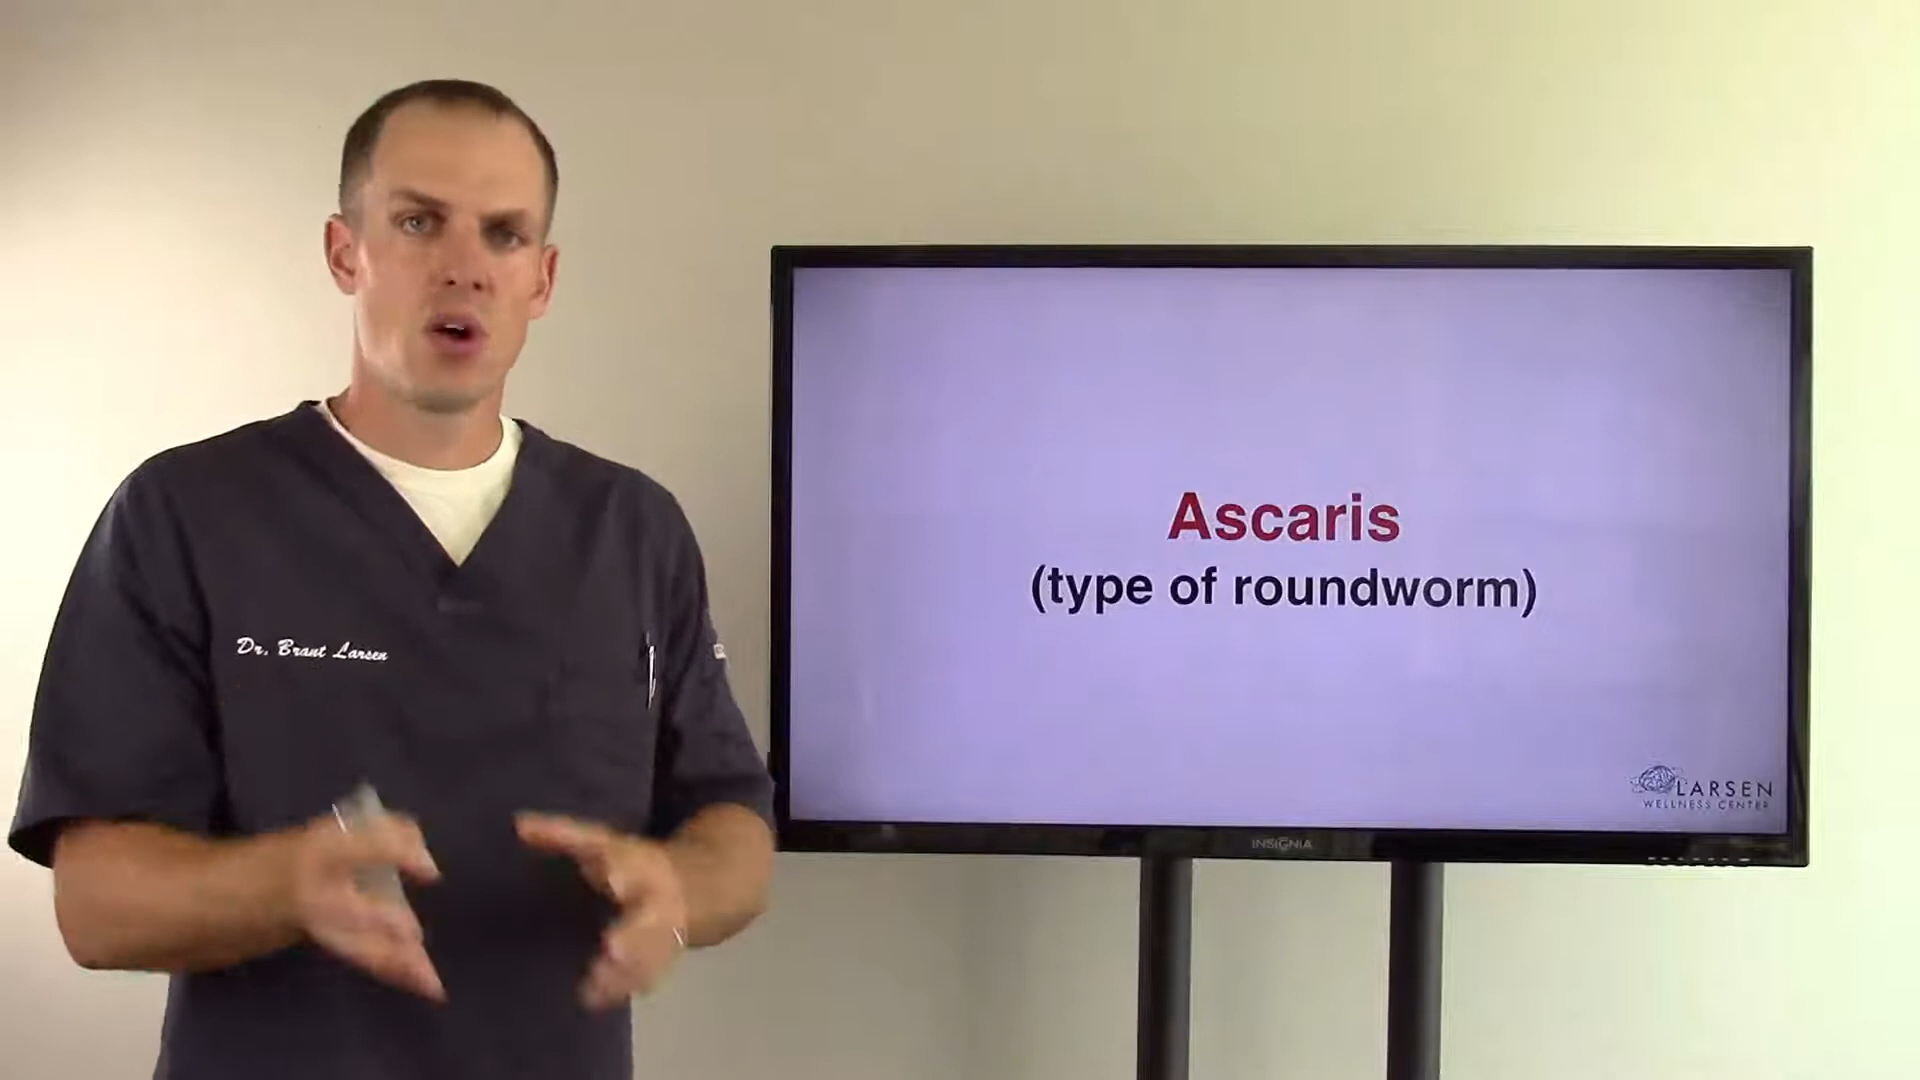 Dr. Brant Larsen
Ascaris
(type of roundworm)
LARSEN
WELLNESS CENTER
INSIGNIA